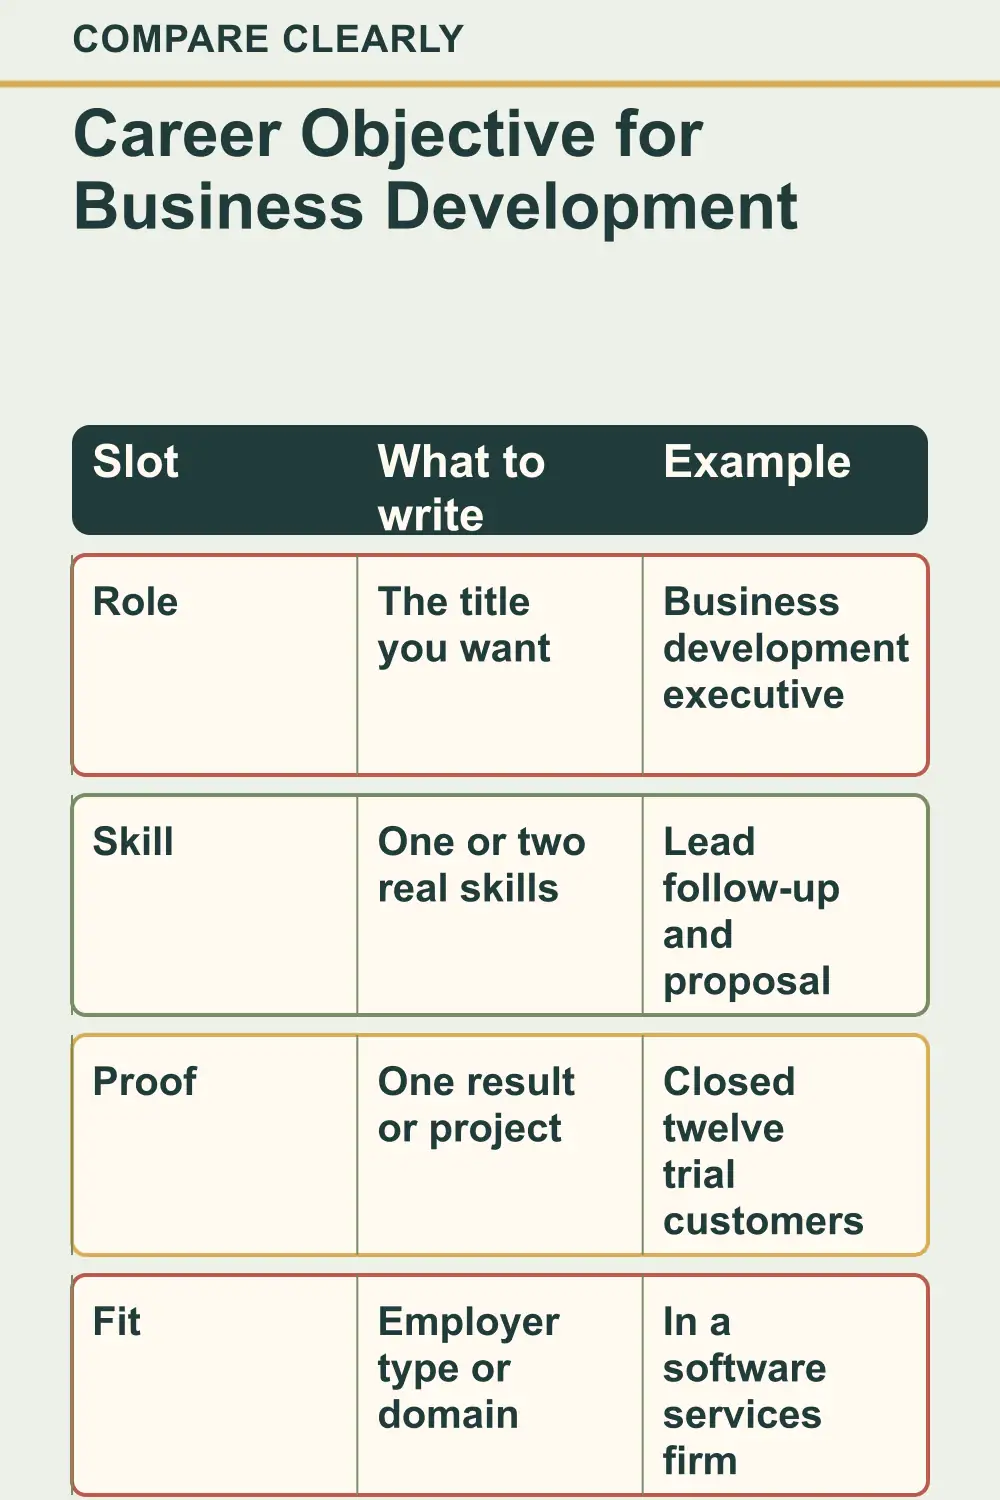 COMPARE CLEARLY
Career Objective for
Business Development
Slot
What to
write
Example
Role
The title
you want
Business
development
executive
Skill
One or two
real skills
Lead
follow-up
and
proposal
Proof
One result
or project
Closed
twelve
trial
customers
Fit
Employer
type or
domain
In a
software
services
firm